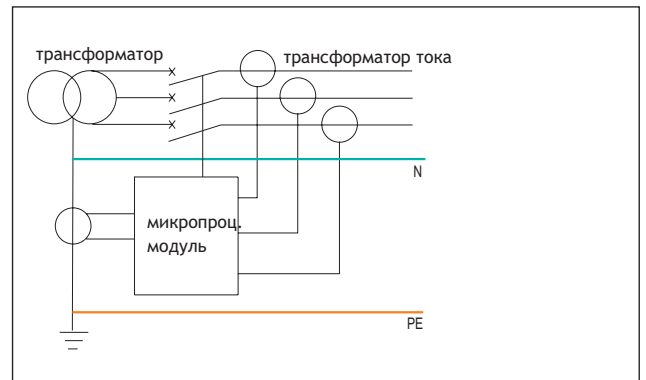 трансформатор
трансформатор тока
N
микропроц.
модуль
PE